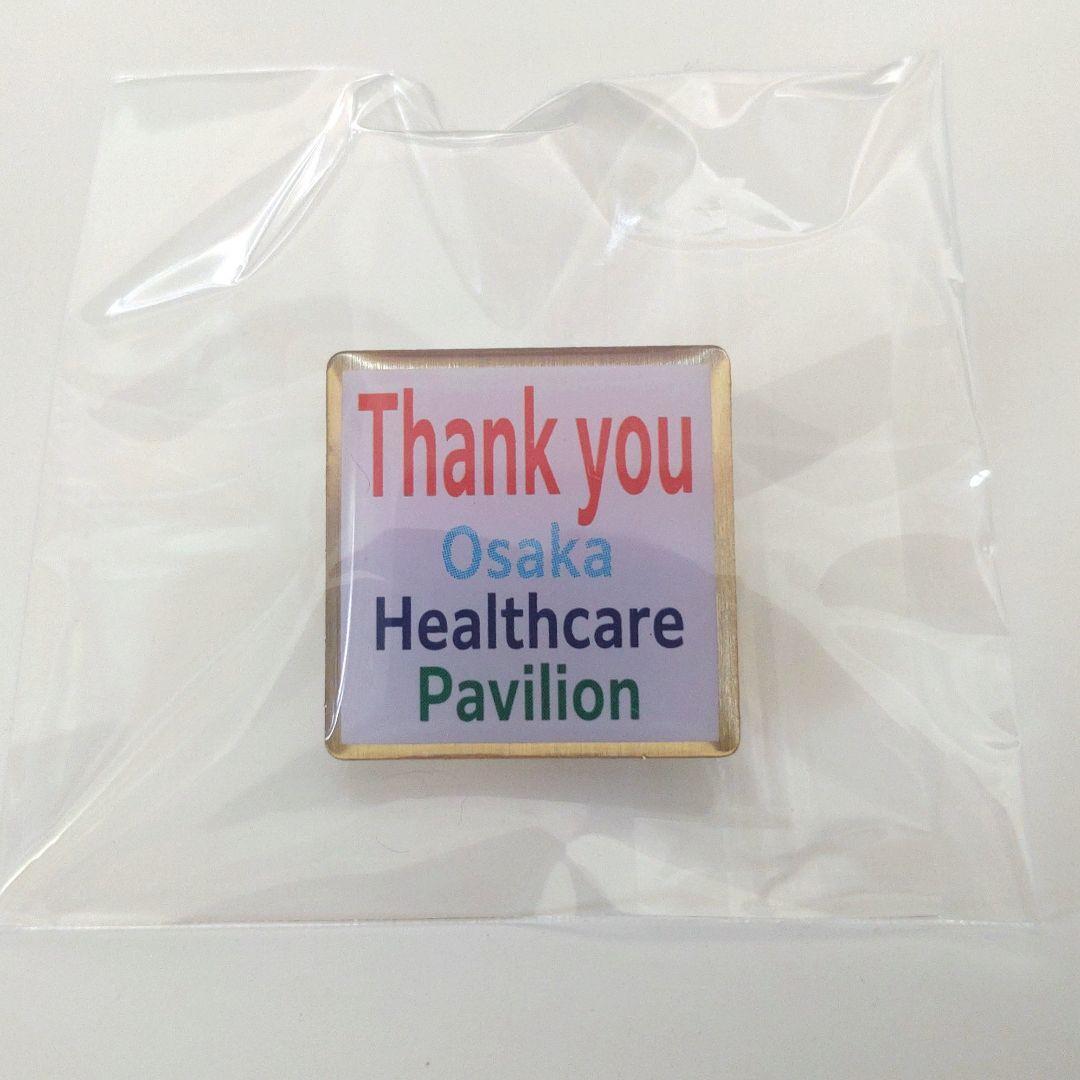 Thank you
Osaka
Healthcare
Pavilion